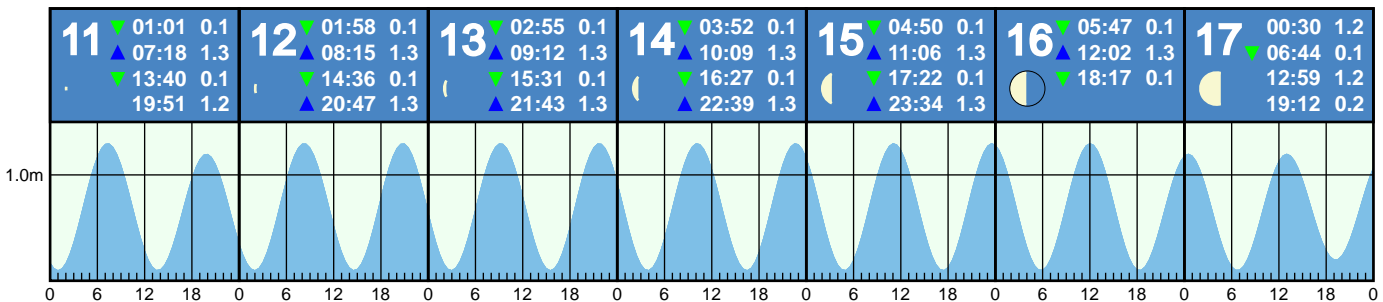 11 ▼ 01:01 0.1
▲ 07:18 1.3
▼ 13:40 0.1
19:51 1.2
12 ▼ 01:58 0.1
▲ 08:15 1.3
▼ 14:36 0.1
▲ 20:47 1.3
13 ▼ 02:55 0.1
▲ 09:12 1.3
▼ 15:31 0.1
▲ 21:43 1.3
14 ▼ 03:52 0.1
▲ 10:09 1.3
▼ 16:27 0.1
▲ 22:39 1.3
15 ▼ 04:50 0.1
▲ 11:06 1.3
▼ 17:22 0.1
▲ 23:34 1.3
16 ▼ 05:47 0.1
▲ 12:02 1.3
▼ 18:17 0.1
17 00:30 1.2
▼ 06:44 0.1
12:59 1.2
19:12 0.2
1.0m
0 6 12 18 0 6 12 18 0 6 12 18 0 6 12 18 0 6 12 18 0 6 12 18 0 6 12 18 0